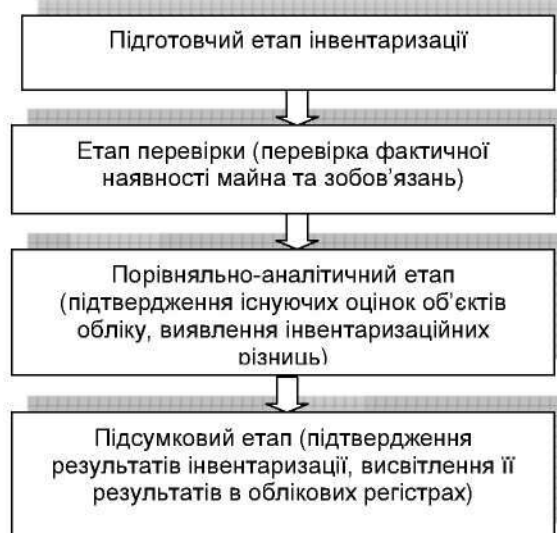 Підготовчий етап інвентаризації
Етап перевірки (перевірка фактичної
наявності майна та зобов’язань)
Порівняльно-аналітичний етап
(підтвердження існуючих оцінок об’єктів
обліку, виявлення інвентаризаційних
різниць)
Підсумковий етап (підтвердження
результатів інвентаризації, висвітлення її
результатів в облікових регістрах)